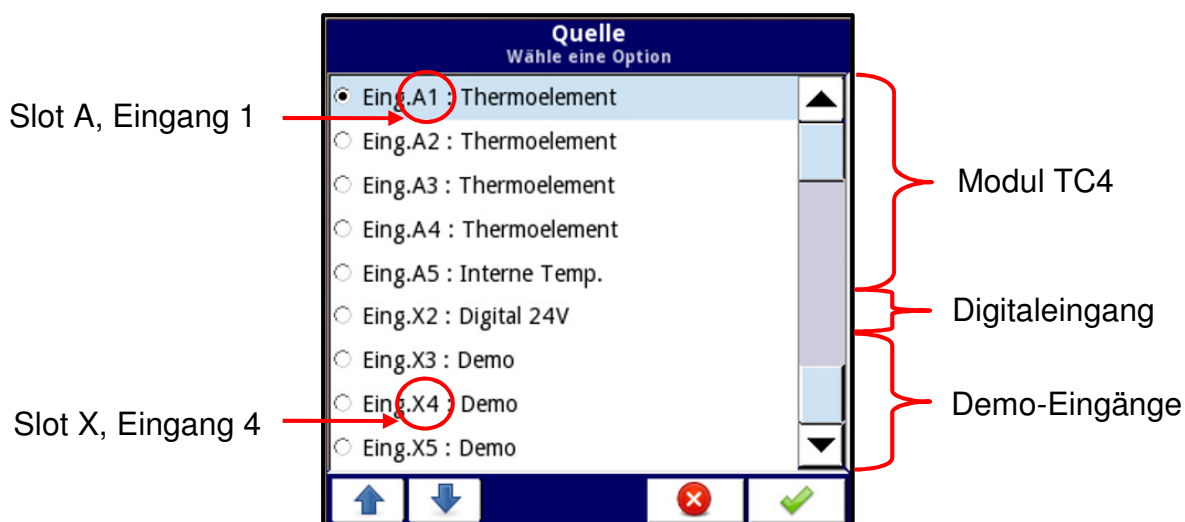 Quelle
Wähle eine Option
Eing.A1 : Thermoelement
Eing.A2 : Thermoelement
Eing.A3 : Thermoelement
Eing.A4 : Thermoelement
Eing.A5 : Interne Temp.
Eing.X2 : Digital 24V
Eing.X3 : Demo
Eing.X4 : Demo
Eing.X5 : Demo
Slot A, Eingang 1
Slot X, Eingang 4
Modul TC4
Digitaleingang
Demo-Eingänge